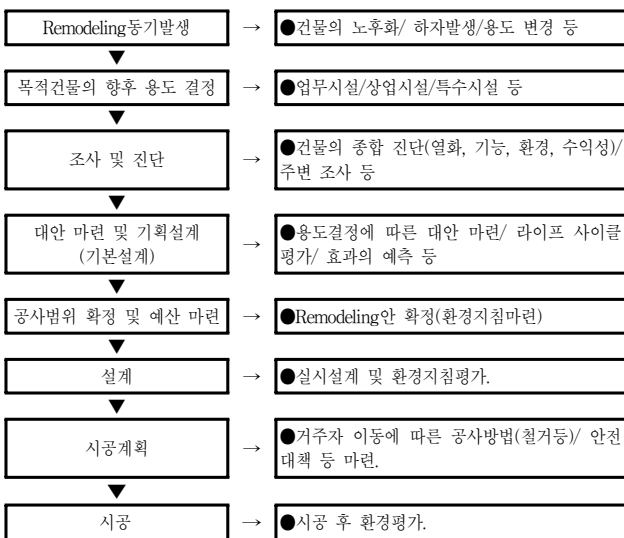 Remodeling동기발생 → ●건물의 노후화/ 하자발생/용도 변경 등
▼
목적건물의 향후 용도 결정 → ●업무시설/상업시설/특수시설 등
▼
조사 및 진단 → ●건물의 종합 진단(열화, 기능, 환경, 수익성)/
주변 조사 등
▼
대안 마련 및 기획설계
(기본설계)
→ ●용도결정에 따른 대안 마련/ 라이프 사이클
평가/ 효과의 예측 등
▼
공사범위 확정 및 예산 마련 → ●Remodeling안 확정(환경지침마련)
▼
설계 → ●실시설계 및 환경지침평가.
▼
시공계획 → ●거주자 이동에 따른 공사방법(철거등)/ 안전
대책 등 마련.
▼
시공 → ●시공 후 환경평가.